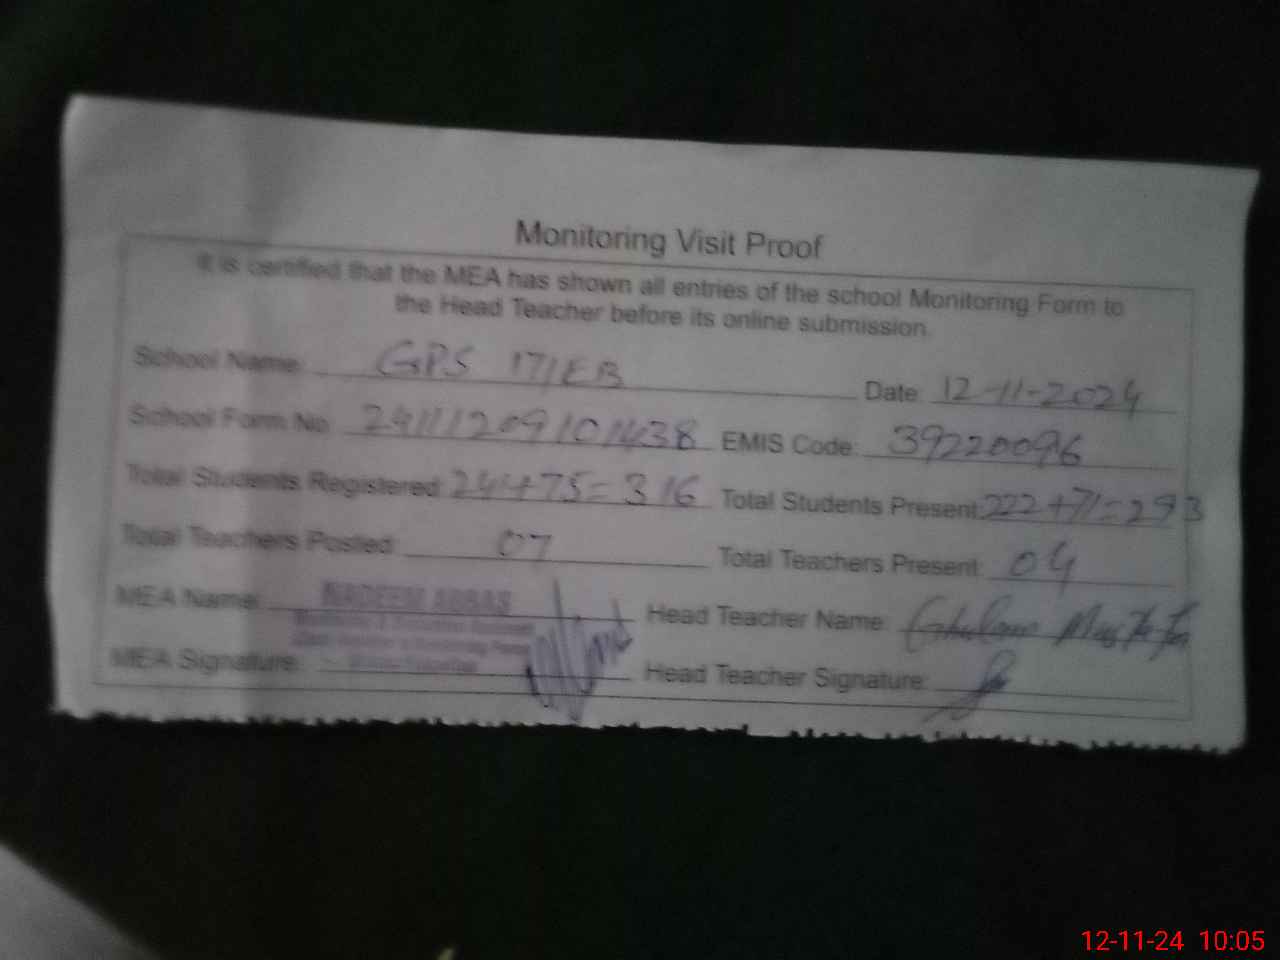 Monitoring Visit Proof
It is certified that the MEA has shown all entries of the school Monitoring Form to
the Head Teacher before its online submission.
School Name: GPS 171/EB Date: 12-11-2024
School Form No: 24111209101438 EMIS Code: 39220096
Total Students Registered: 24+75=316 Total Students Present: 222+71=293
Total Teachers Posted: 07 Total Teachers Present: 04
MEA Name: NADEEM ABBAS Head Teacher Name: Ghulam Mustafa
MEA Signature: Head Teacher Signature:
12-11-24 10:05